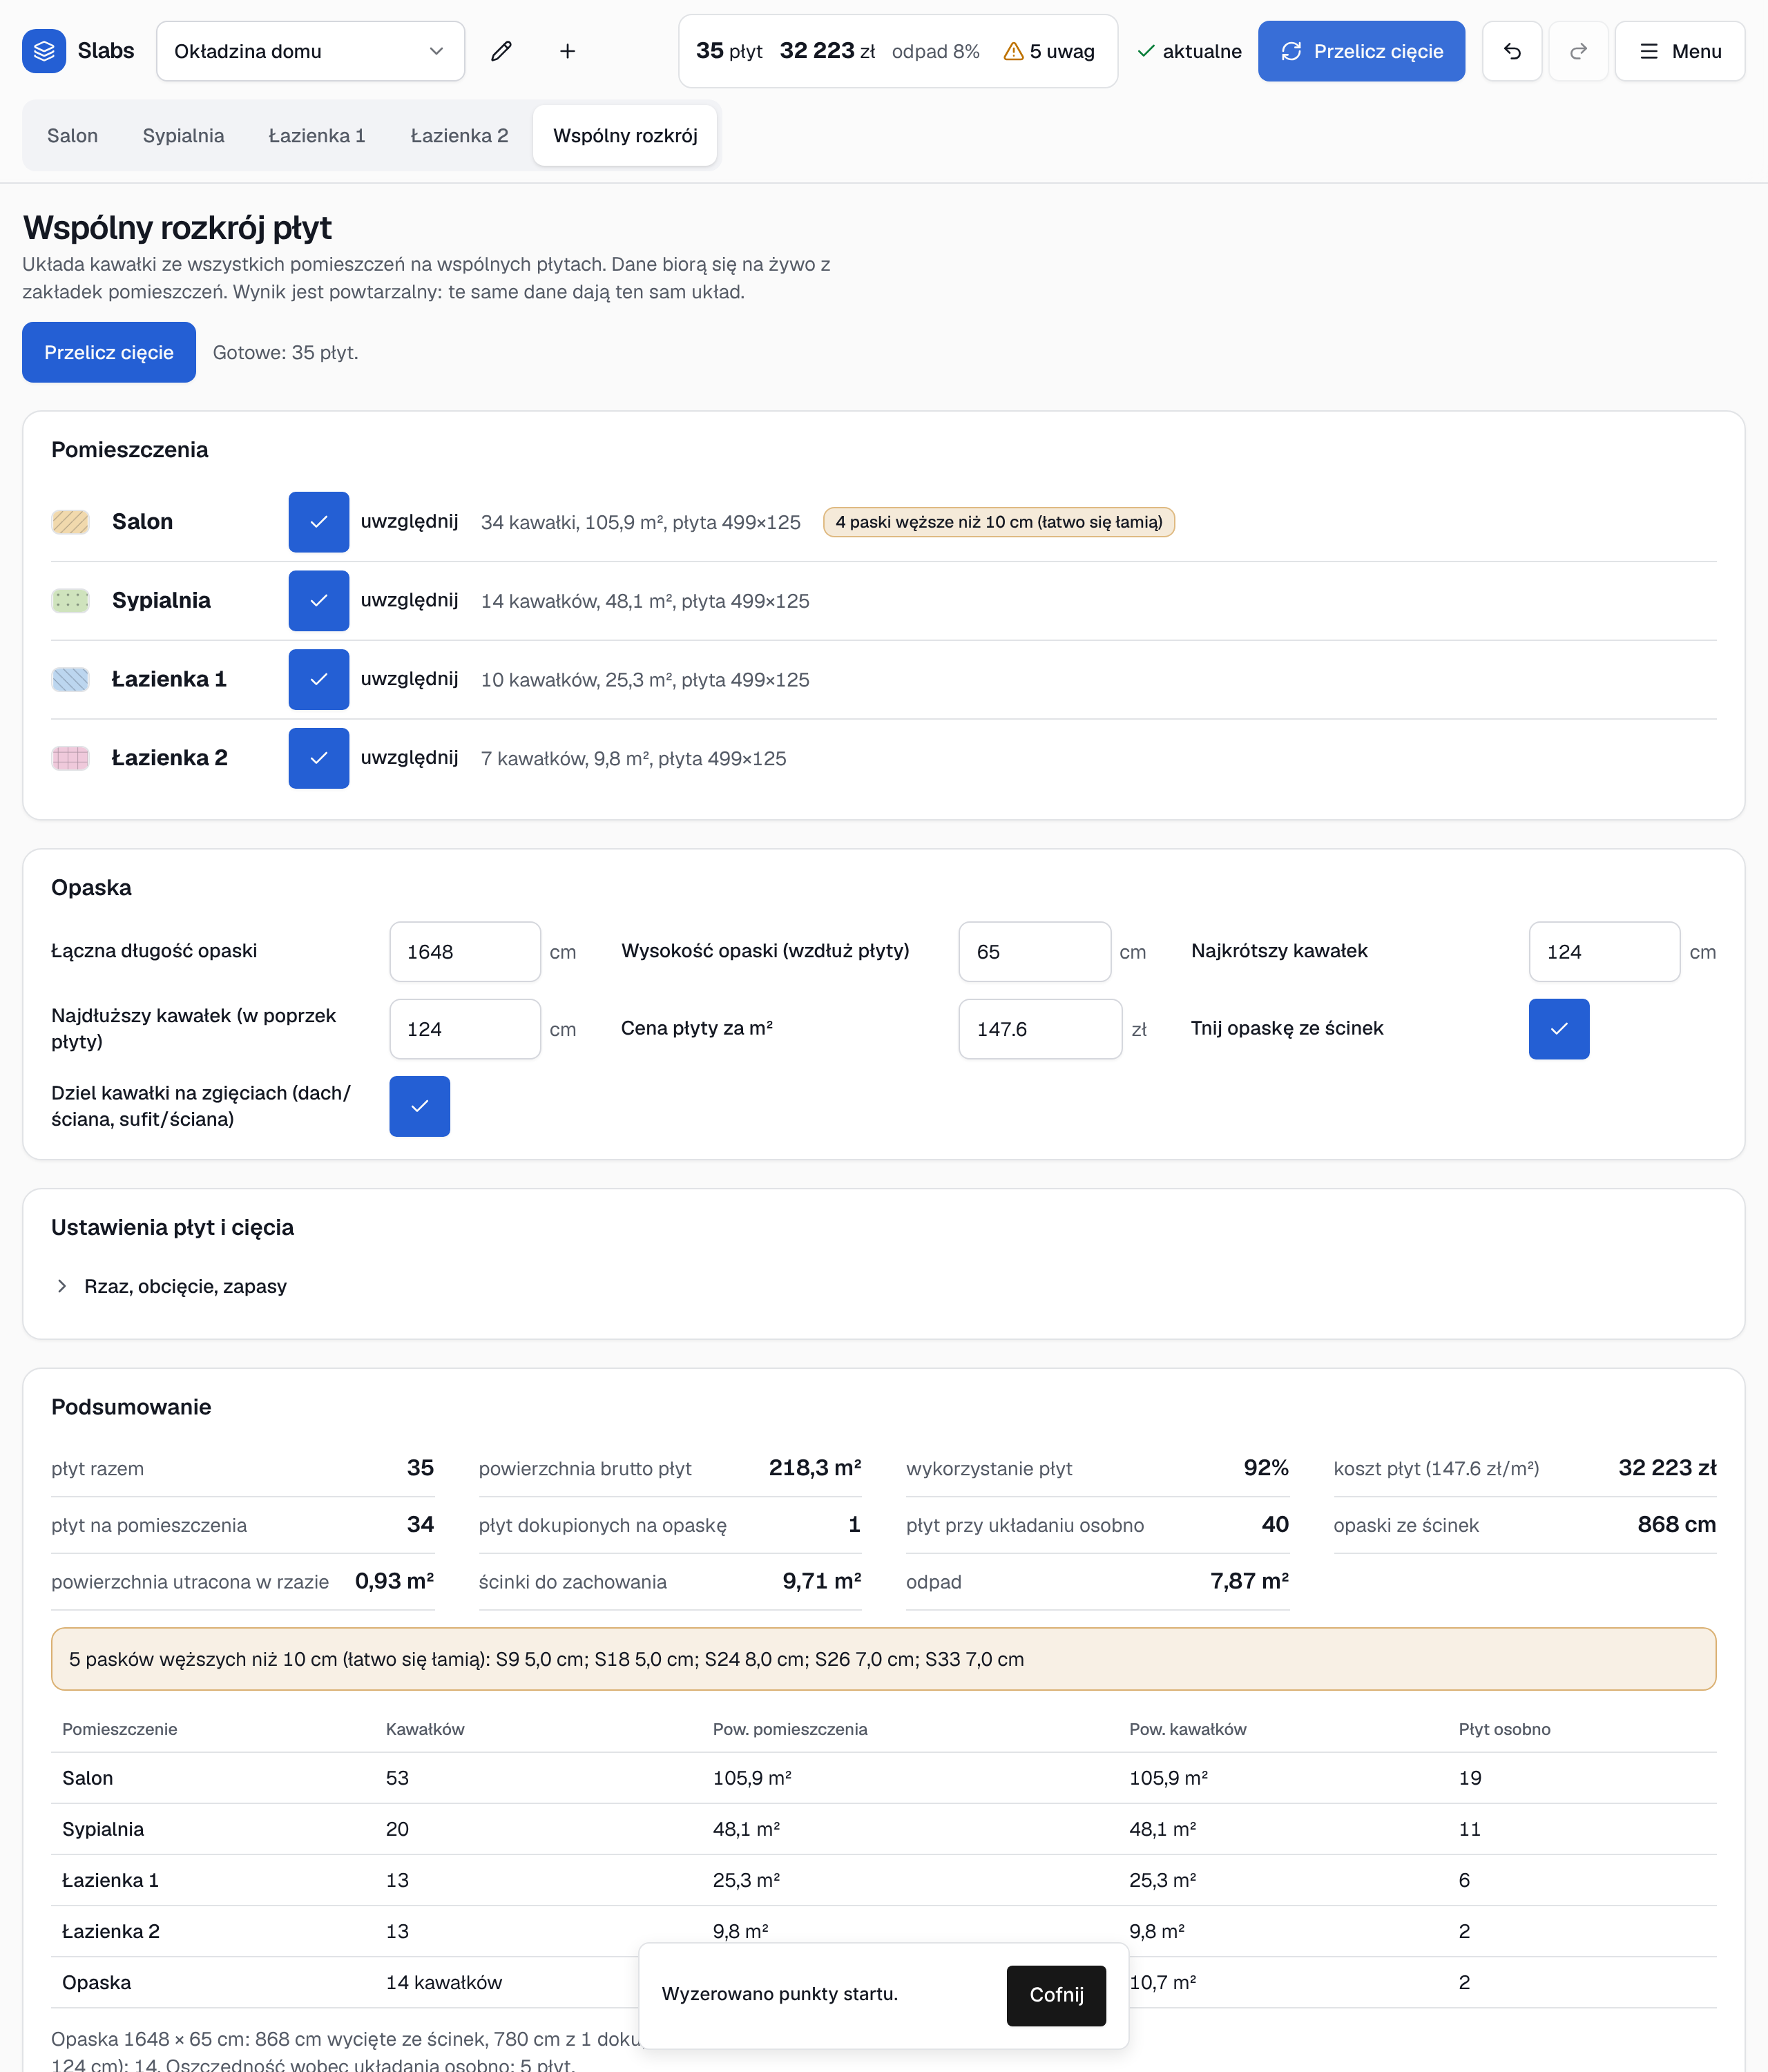 Slabs
Okładzina domu
35 płyt 32 223 zł odpad 8% 5 uwag
aktualne
Przelicz cięcie
Menu
Salon Sypialnia Łazienka 1 Łazienka 2 Wspólny rozkrój
Wspólny rozkrój płyt
Układa kawałki ze wszystkich pomieszczeń na wspólnych płytach. Dane biorą się na żywo z
zakładek pomieszczeń. Wynik jest powtarzalny: te same dane dają ten sam układ.
Przelicz cięcie Gotowe: 35 płyt.
Pomieszczenia
Salon uwzględnij 34 kawałki, 105,9 m², płyta 499×125 4 paski węższe niż 10 cm (łatwo się łamią)
Sypialnia uwzględnij 14 kawałków, 48,1 m², płyta 499×125
Łazienka 1 uwzględnij 10 kawałków, 25,3 m², płyta 499×125
Łazienka 2 uwzględnij 7 kawałków, 9,8 m², płyta 499×125
Opaska
Łączna długość opaski 1648 cm Wysokość opaski (wzdłuż płyty) 65 cm Najkrótszy kawałek 124 cm
Najdłuższy kawałek (w poprzek
płyty) 124 cm Cena płyty za m² 147.6 zł Tnij opaskę ze ścinek
Dziel kawałki na zgięciach (dach/
ściana, sufit/ściana)
Ustawienia płyt i cięcia
Rzaz, obcięcie, zapasy
Podsumowanie
płyt razem 35 powierzchnia brutto płyt 218,3 m² wykorzystanie płyt 92% koszt płyt (147.6 zł/m²) 32 223 zł
płyt na pomieszczenia 34 płyt dokupionych na opaskę 1 płyt przy układaniu osobno 40 opaski ze ścinek 868 cm
powierzchnia utracona w rzazie 0,93 m² ścinki do zachowania 9,71 m² odpad 7,87 m²
5 pasków węższych niż 10 cm (łatwo się łamią): S9 5,0 cm; S18 5,0 cm; S24 8,0 cm; S26 7,0 cm; S33 7,0 cm
Pomieszczenie Kawałków Pow. pomieszczenia Pow. kawałków Płyt osobno
Salon 53 105,9 m² 105,9 m² 19
Sypialnia 20 48,1 m² 48,1 m² 11
Łazienka 1 13 25,3 m² 25,3 m² 6
Łazienka 2 13 9,8 m² 9,8 m² 2
Opaska 14 kawałków 10,7 m² 2
Wyzerowano punkty startu. Cofnij
Opaska 1648 × 65 cm: 868 cm wycięte ze ścinek, 780 cm z 1
124 cm): 14. Oszczędność wobec układania osobno: 5 płyt.